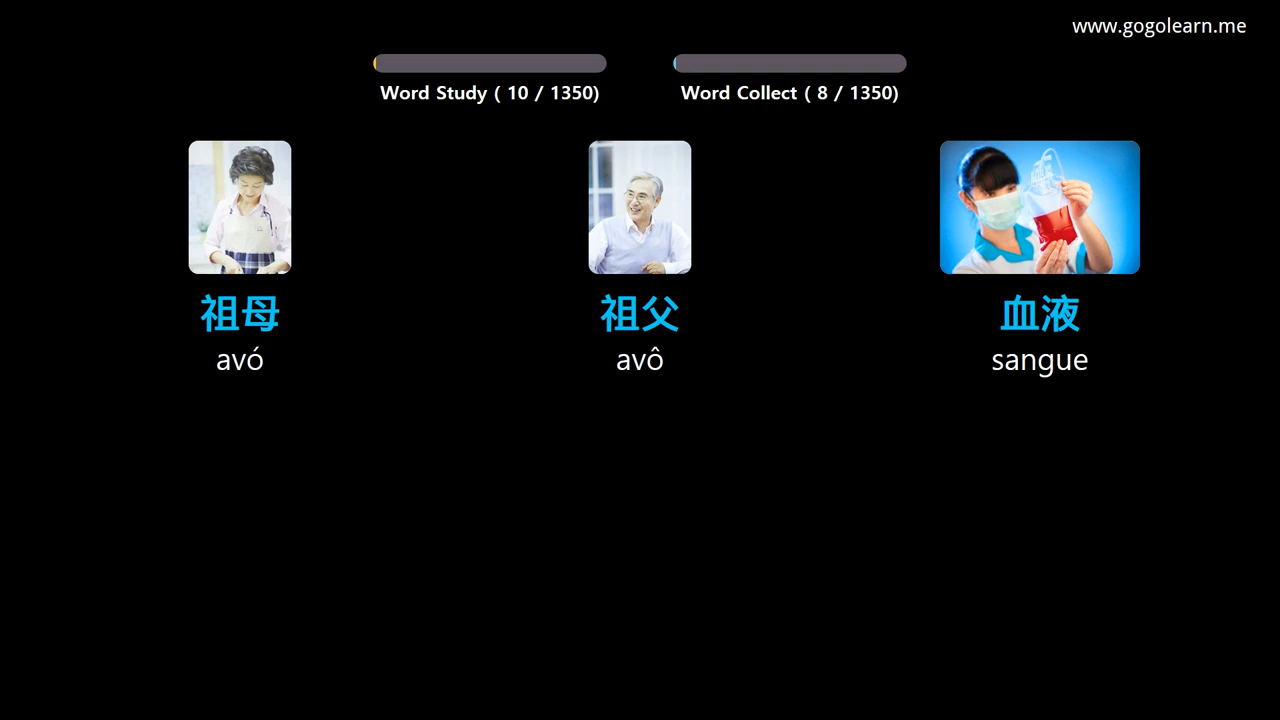 www.gogolearn.me
Word Study ( 10 / 1350)
Word Collect ( 8 / 1350)
祖母
avó
祖父
avô
血液
sangue